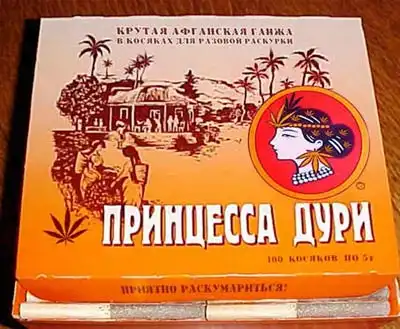 КРУТАЯ АФГАНСКАЯ ГАНЖА
В КОСЯКАХ ДЛЯ РАЗОВОЙ РАСКУРКИ
ПРИНЦЕССА ДУРИ
100 КОСЯКОВ ПО 5г
ПРИЯТНО РАСКУМАРИТЬСЯ!